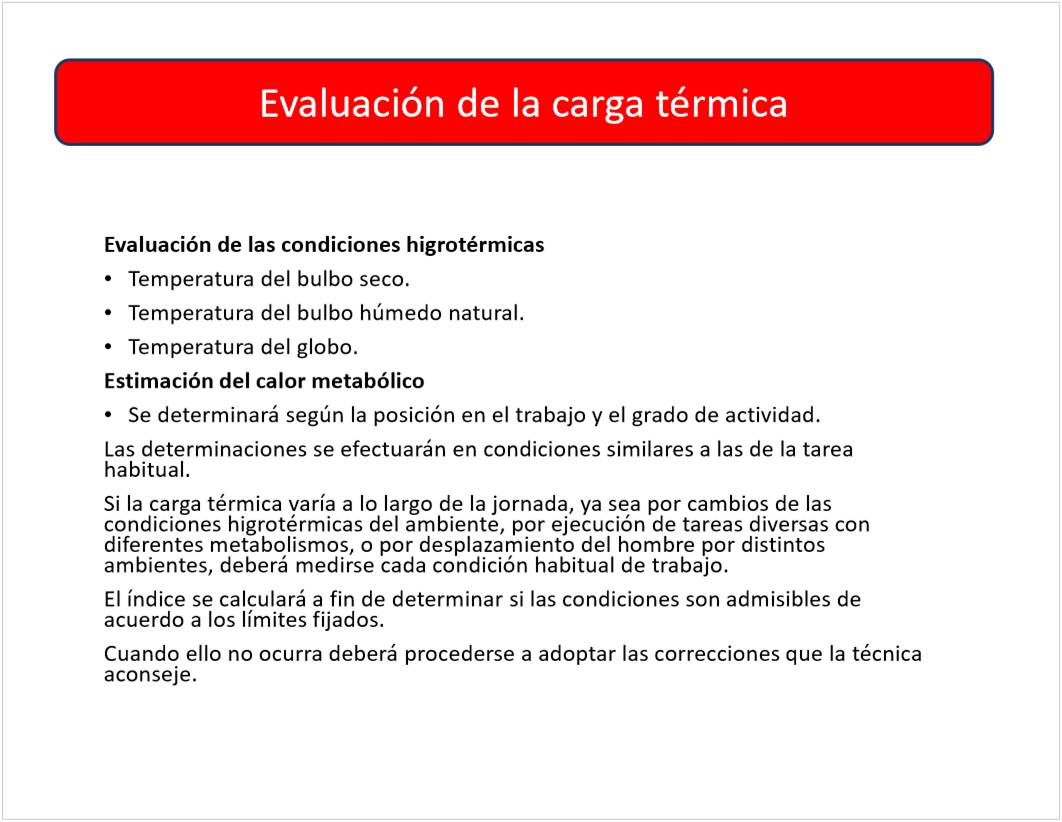 Evaluación de la carga térmica
Evaluación de las condiciones higrotérmicas
• Temperatura del bulbo seco.
• Temperatura del bulbo húmedo natural.
• Temperatura del globo.
Estimación del calor metabólico
• Se determinará según la posición en el trabajo y el grado de actividad.
Las determinaciones se efectuarán en condiciones similares a las de la tarea
habitual.
Si la carga térmica varía a lo largo de la jornada, ya sea por cambios de las
condiciones higrotérmicas del ambiente, por ejecución de tareas diversas con
diferentes metabolismos, o por desplazamiento del hombre por distintos
ambientes, deberá medirse cada condición habitual de trabajo.
El índice se calculará a fin de determinar si las condiciones son admisibles de
acuerdo a los límites fijados.
Cuando ello no ocurra deberá procederse a adoptar las correcciones que la técnica
aconseje.